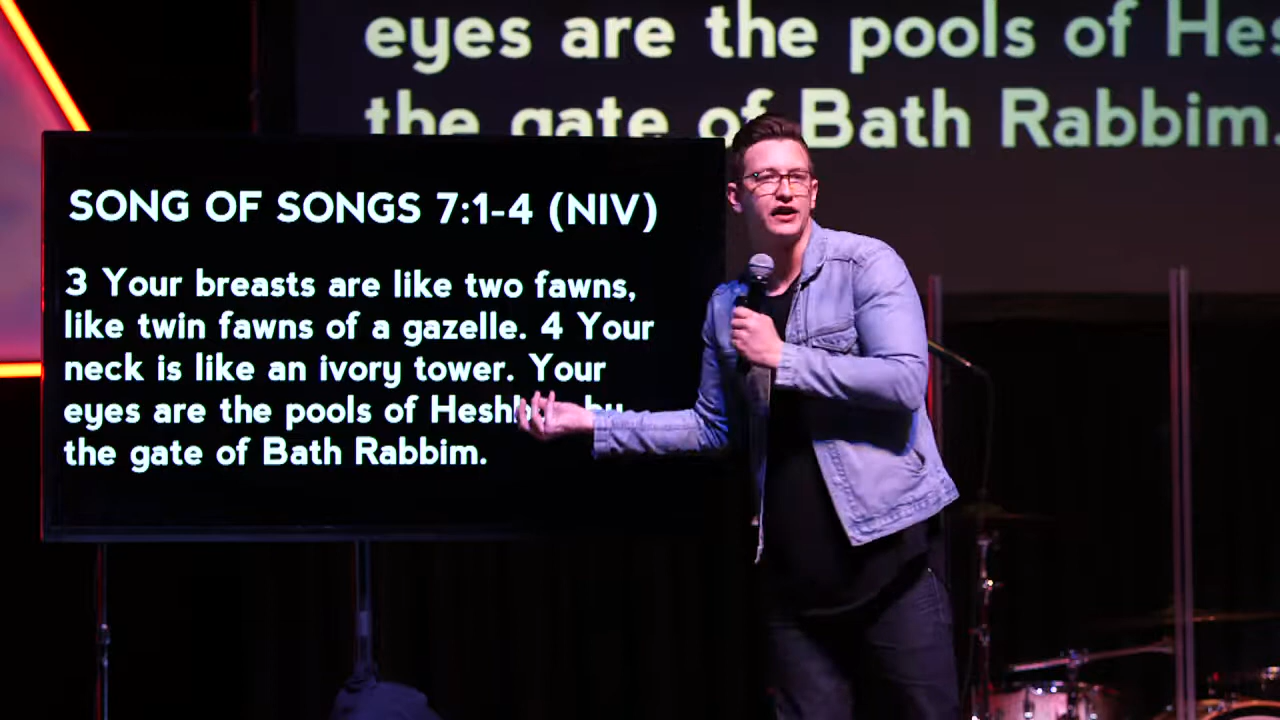 eyes are the pools of
the gate of Bath Rabbim.
SONG OF SONGS 7:1-4 (NIV)
3 Your breasts are like two fawns,
like twin fawns of a gazelle. 4 Your
neck is like an ivory tower. Your
eyes are the pools of
the gate of Bath Rabbim.